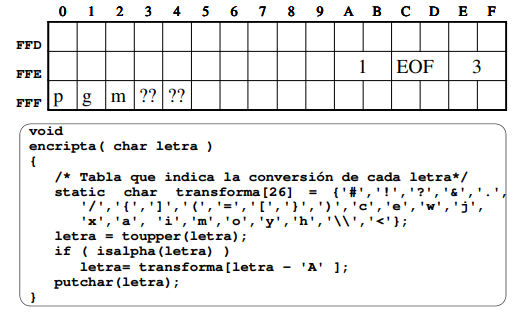 0 1 2 3 4 5 6 7 8 9 A B C D E F
FFD
FFE 1 EOF 3
FFF p g m ?? ??
void
encripta( char letra )
{
/* Tabla que indica la conversión de cada letra*/
static char transforma[26] = {'#','!','?','&','.',
'/','{',']','(','=','[','}',')','c','e','w','j',
'x','a', 'i','m','o','y','h','\\','<'};
letra = toupper(letra);
if ( isalpha(letra) )
letra= transforma[letra - 'A' ];
putchar(letra);
}